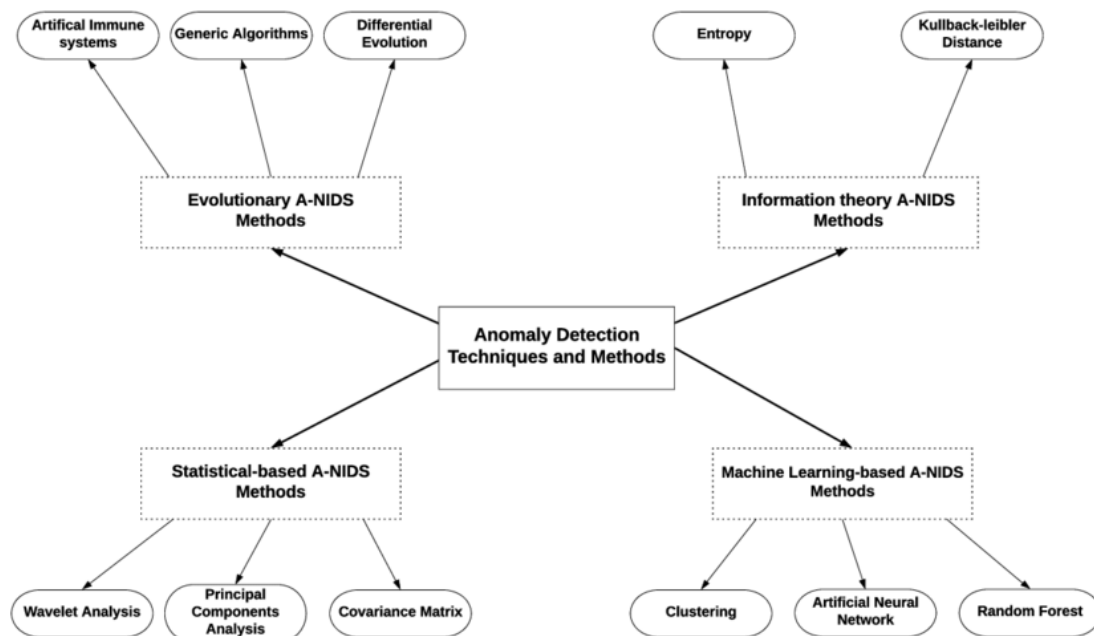 Artifical Immune
systems
Generic Algorithms
Differential
Evolution
Entropy
Kullback-leibler
Distance
Evolutionary A-NIDS
Methods
Information theory A-NIDS
Methods
Anomaly Detection
Techniques and Methods
Statistical-based A-NIDS
Methods
Machine Learning-based A-NIDS
Methods
Wavelet Analysis
Principal
Components
Analysis
Covariance Matrix
Clustering
Artificial Neural
Network
Random Forest